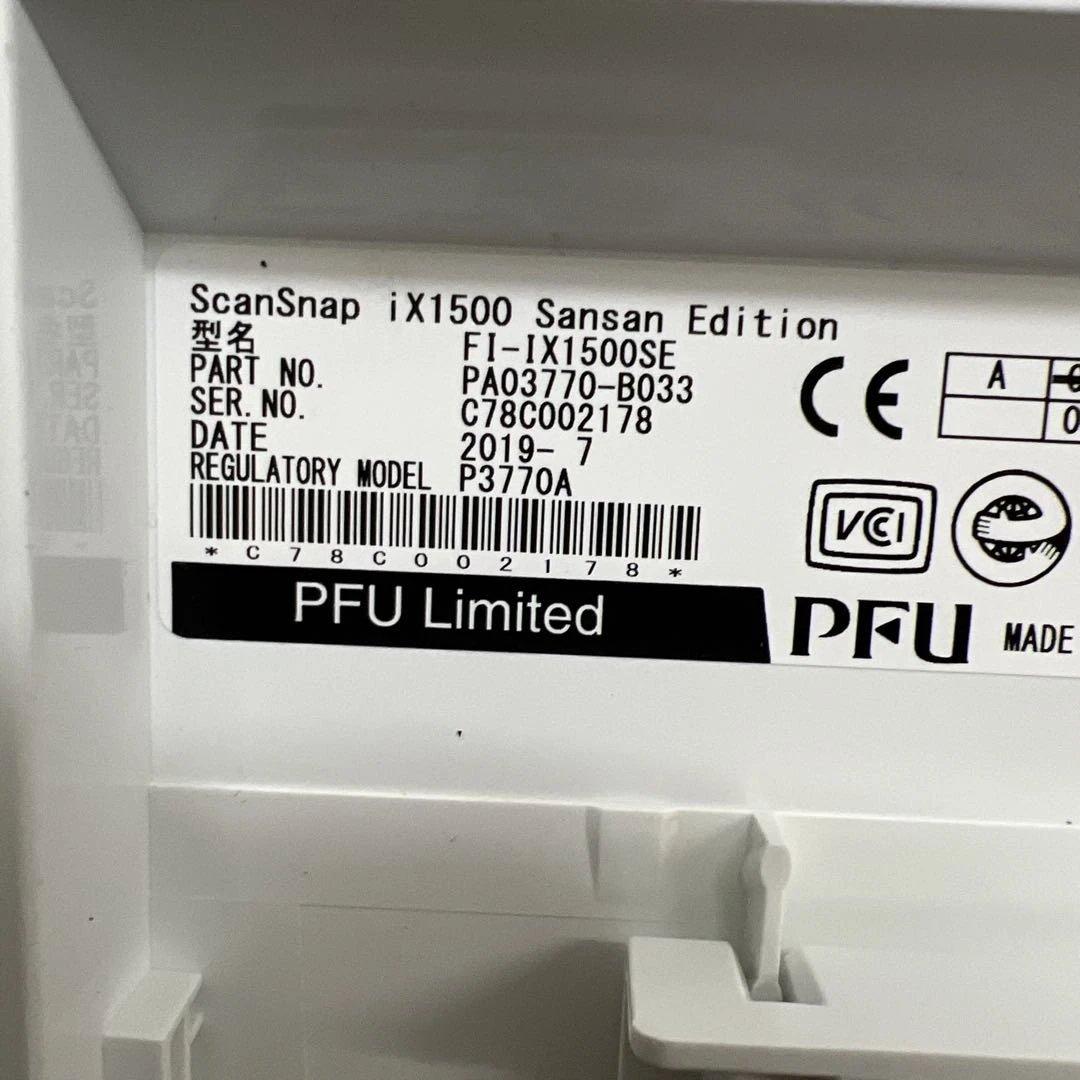 ScanSnap iX1500 Sansan Edition
型名 FI-IX1500SE
PART NO. PA03770-B033
SER.NO. C78C002178
DATE 2019- 7
REGULATORY MODEL P3770A
*C78C002178*
PFU Limited
CE
A
0
VCI
PFU
MADE